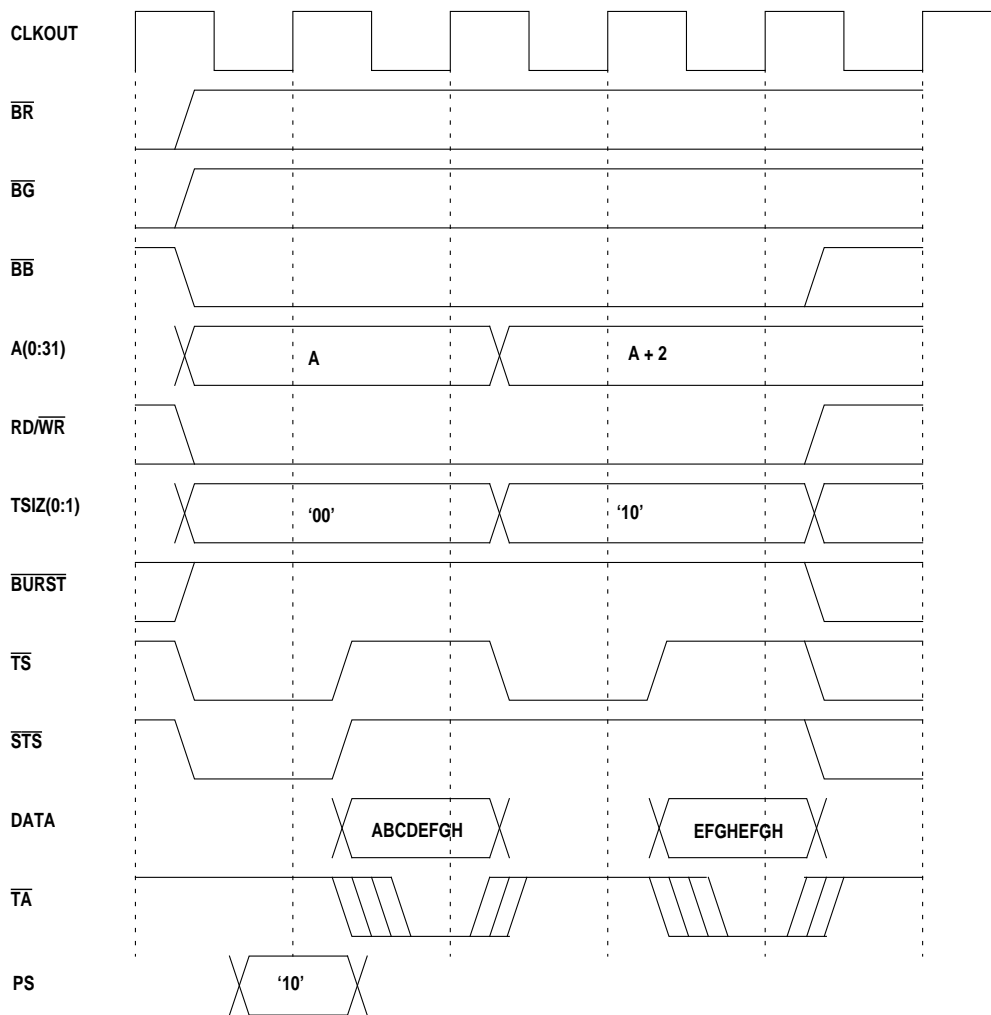 CLKOUT
BR
BG
BB
A(0:31) A A + 2
RD/WR
TSIZ(0:1) ‘00’ ‘10’
BURST
TS
STS
DATA ABCDEFGH EFGHEFGH
TA
PS ‘10’